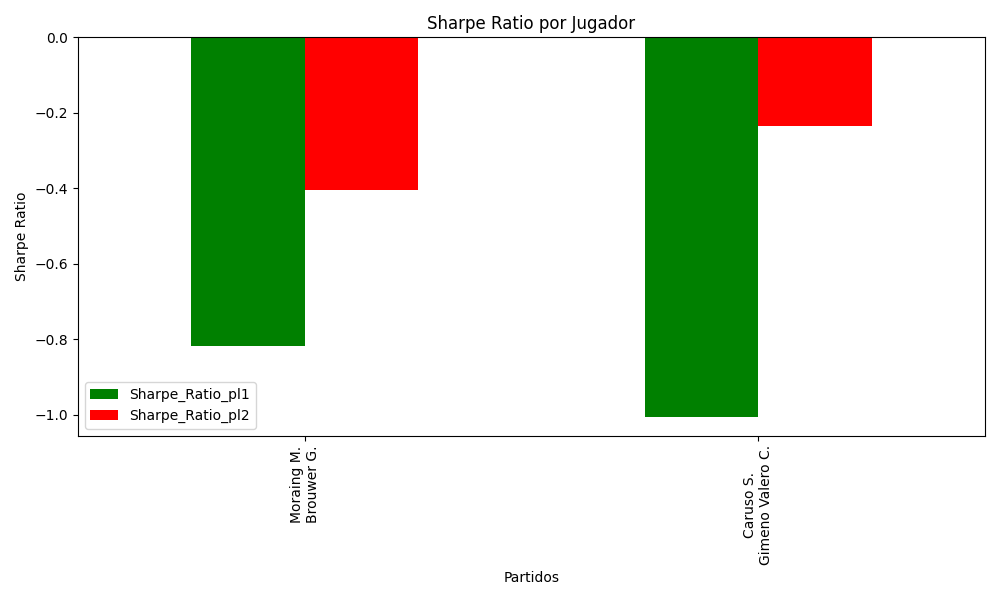 Sharpe Ratio por Jugador
Sharpe Ratio
0.0
−0.2
−0.4
−0.6
−0.8
−1.0
Sharpe_Ratio_pl1
Sharpe_Ratio_pl2
Moraing M.
Brouwer G.
Caruso S.
Gimeno Valero C.
Partidos